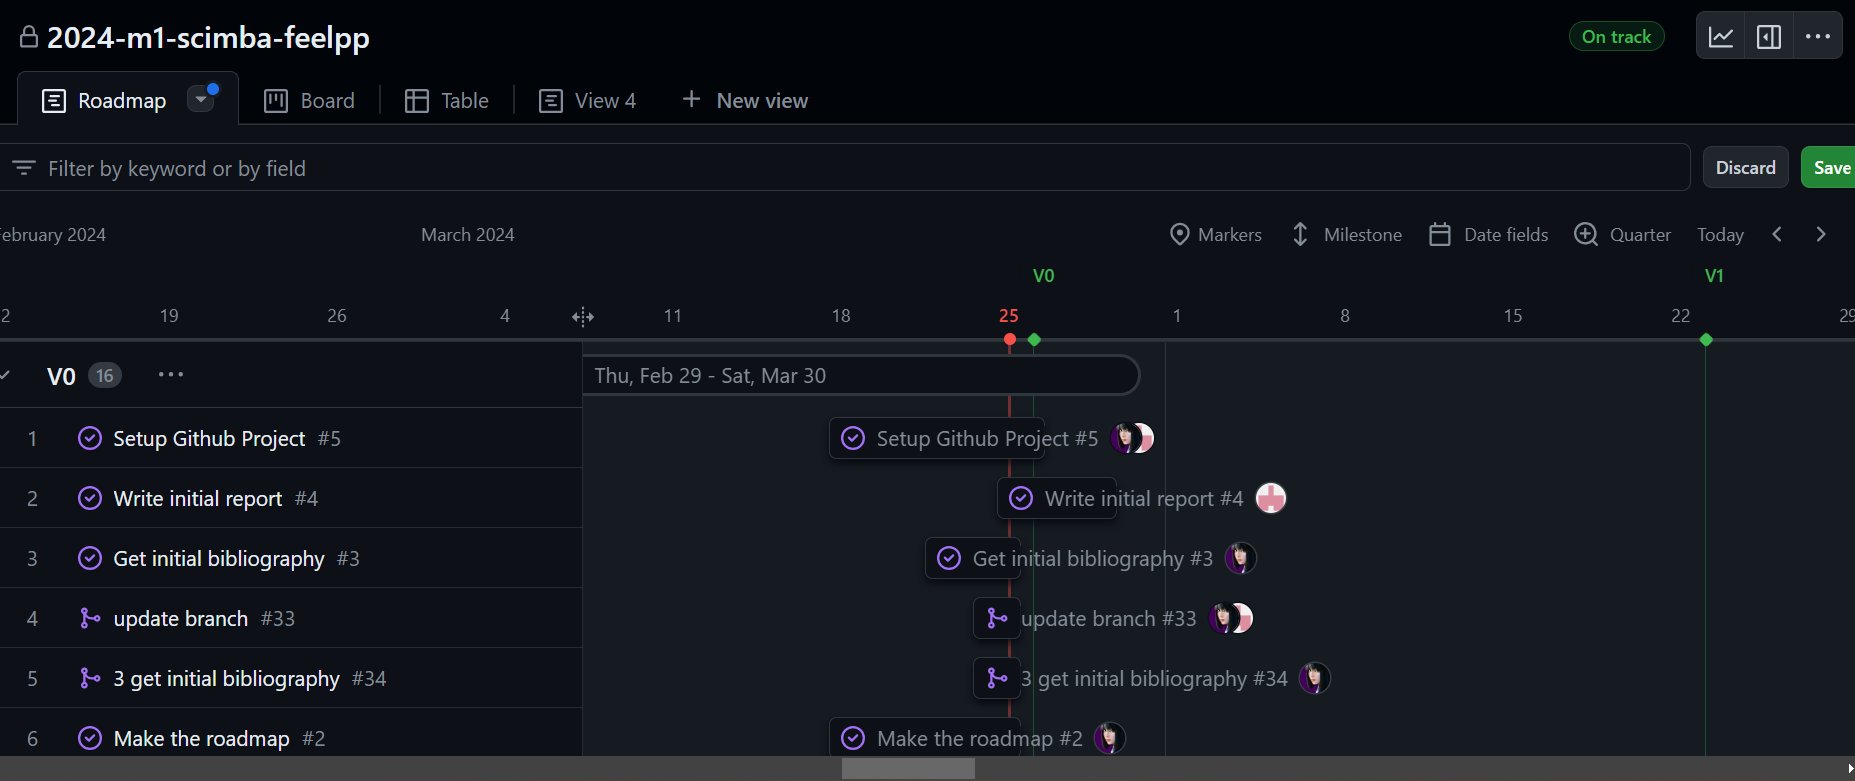 2024-m1-scimba-feelpp
On track
Roadmap
Board
Table
View 4
New view
Filter by keyword or by field
Discard
Save
ebruary 2024
March 2024
Markers
Milestone
Date fields
Quarter
Today
V0
V1
2
19
26
4
11
18
25
1
8
15
22
29
V0 16
Thu, Feb 29 - Sat, Mar 30
1 Setup Github Project #5
Setup Github Project #5
2 Write initial report #4
Write initial report #4
3 Get initial bibliography #3
Get initial bibliography #3
4 update branch #33
update branch #33
5 3 get initial bibliography #34
3 get initial bibliography #34
6 Make the roadmap #2
Make the roadmap #2